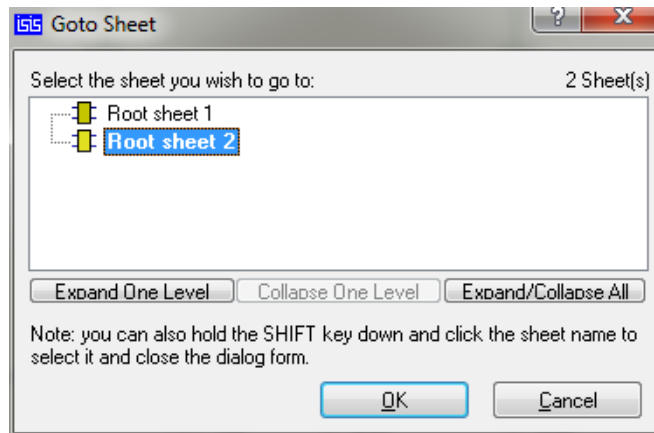 ISIS Goto Sheet ? X
Select the sheet you wish to go to: 2 Sheet(s)
Root sheet 1
Root sheet 2
Expand One Level Collapse One Level Expand/Collapse All
Note: you can also hold the SHIFT key down and click the sheet name to
select it and close the dialog form.
OK Cancel